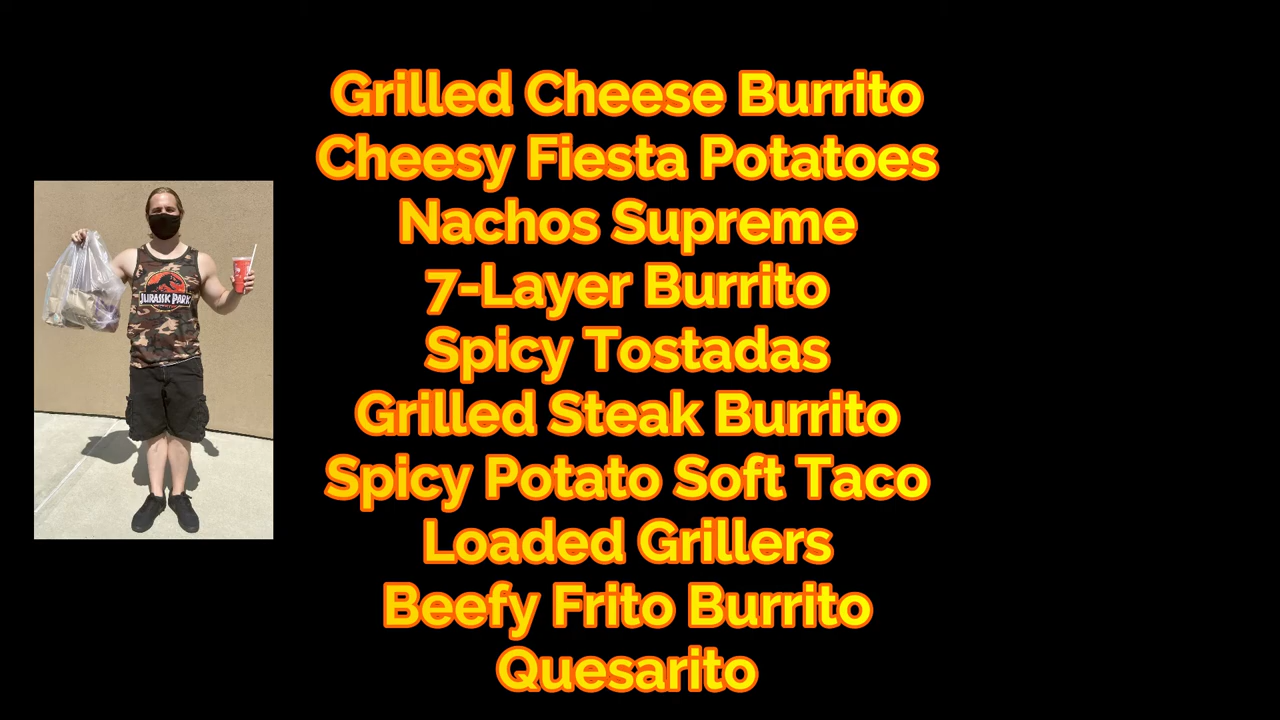 Grilled Cheese Burrito
Cheesy Fiesta Potatoes
Nachos Supreme
7-Layer Burrito
Spicy Tostadas
Grilled Steak Burrito
Spicy Potato Soft Taco
Loaded Grillers
Beefy Frito Burrito
Quesarito
JURASSIC PARK